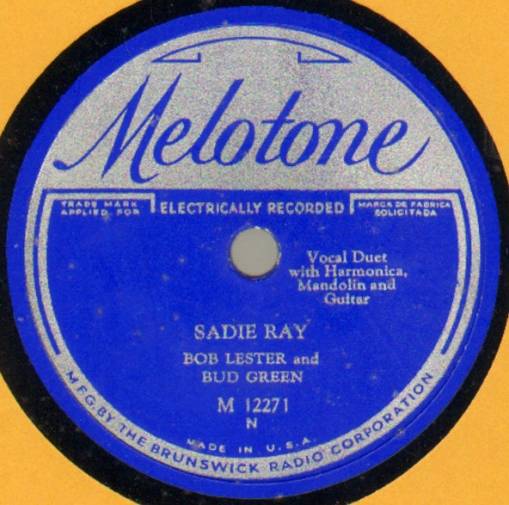 Melotone
TRADE MARK
APPLIED FOR
ELECTRICALLY RECORDED
MARCA DE FABRICA
SOLICITADA
Vocal Duet
with Harmonica,
Mandolin and
Guitar
SADIE RAY
BOB LESTER and
BUD GREEN
M 12271
N
MADE IN U.S.A.
MFG. BY THE BRUNSWICK RADIO CORPORATION